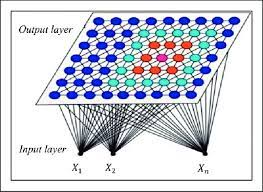 Output layer
Input layer
X₁ X₂ Xₙ